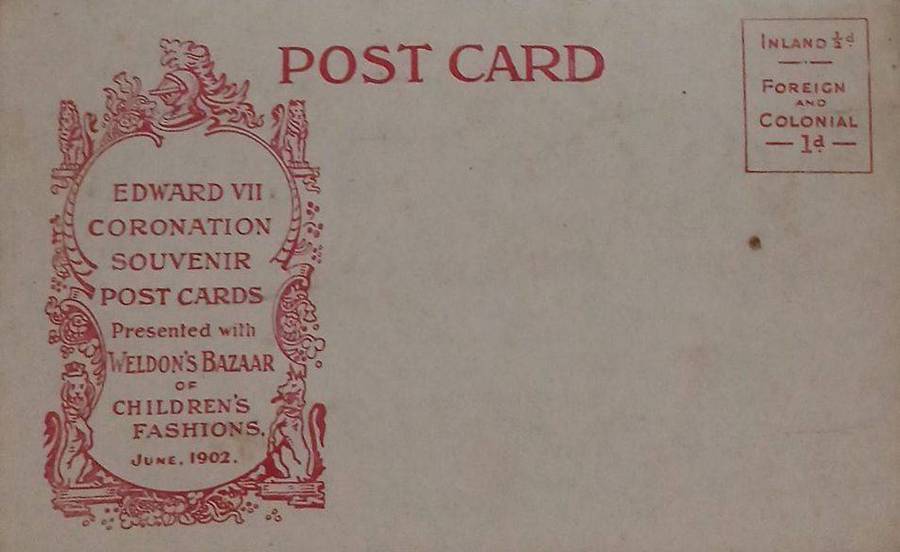 POST CARD
INLAND ½d.
FOREIGN
AND
COLONIAL
— 1d —
EDWARD VII
CORONATION
SOUVENIR
POST CARDS
Presented with
WELDON'S BAZAAR
OF
CHILDREN'S
FASHIONS.
JUNE, 1902.